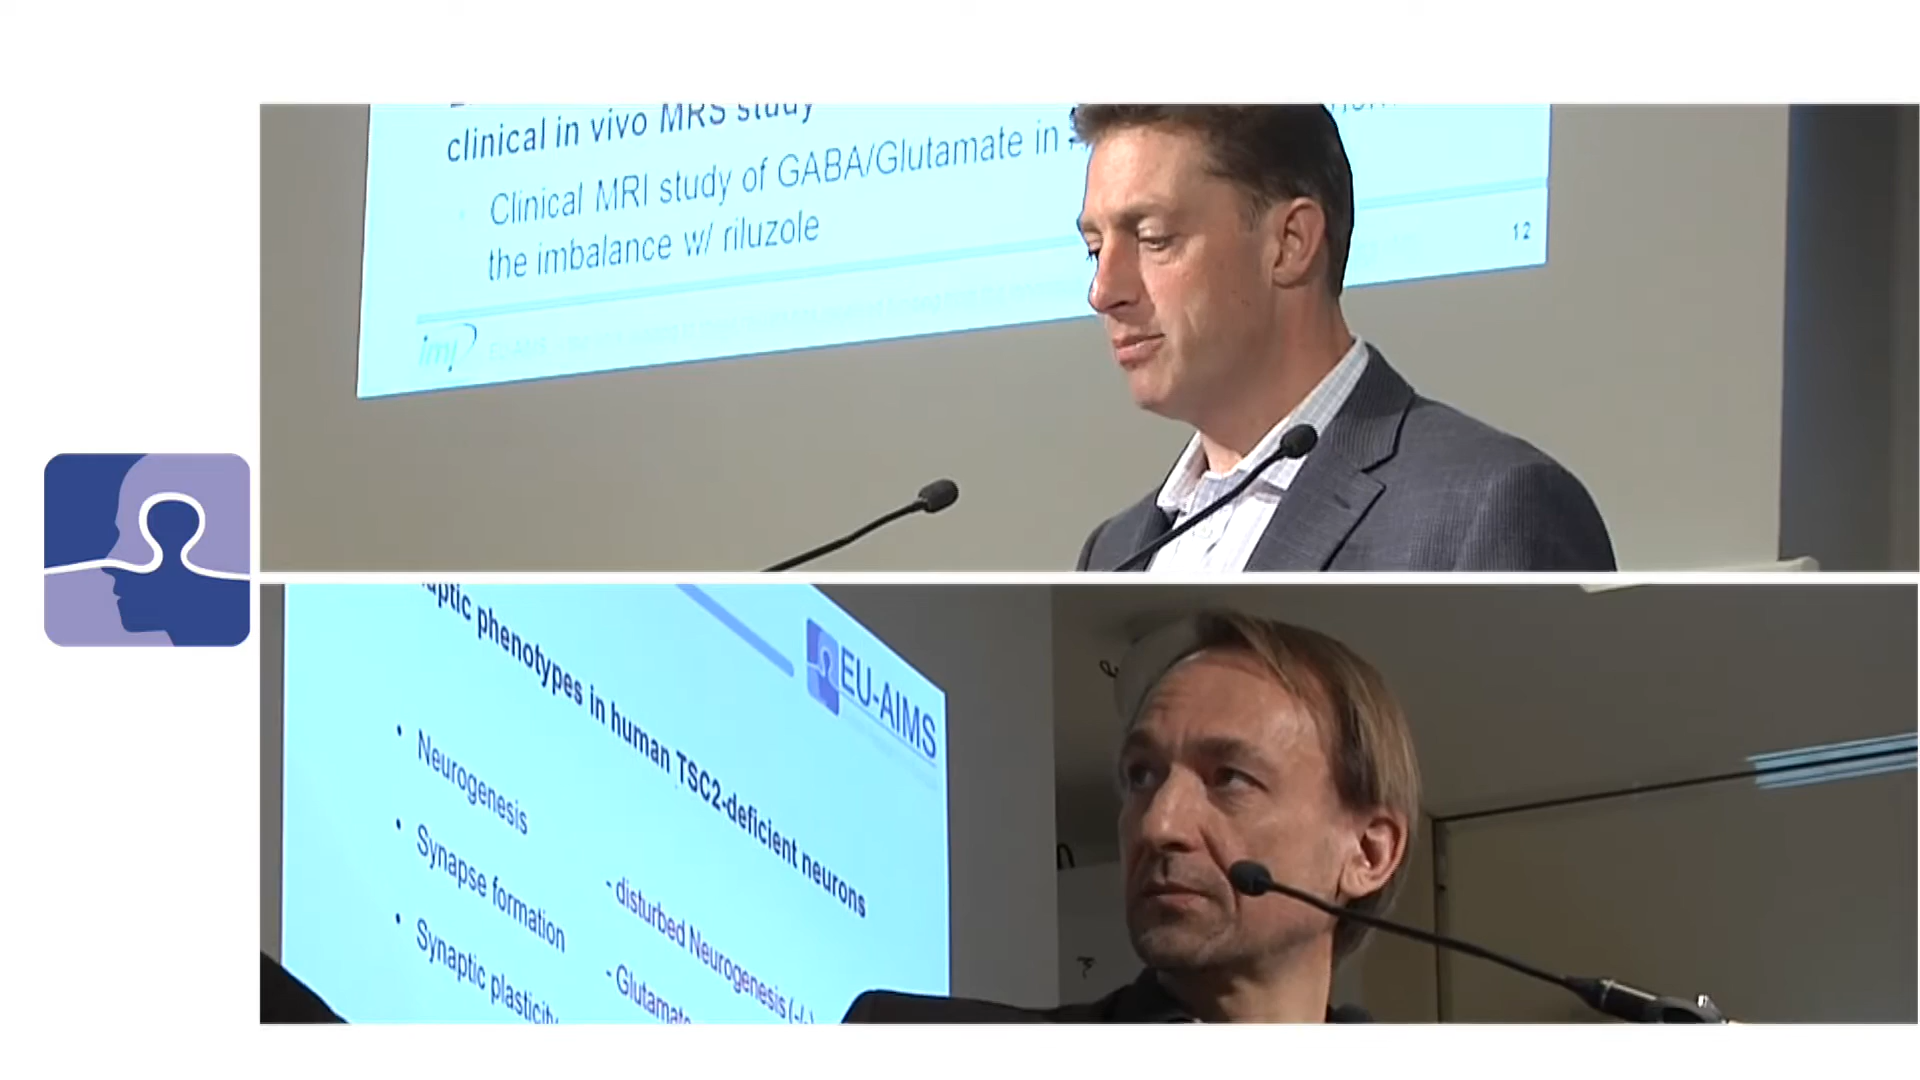 clinical in vivo MRS study
Clinical MRI study of GABA/Glutamate in
the imbalance w/ riluzole
12
imi
EU-AIMS
phenotypes in human TSC2-deficient neurons
• Neurogenesis
• Synapse formation
• Synaptic plasticity
- disturbed Neurogenesis (-/-)
- Glutamate